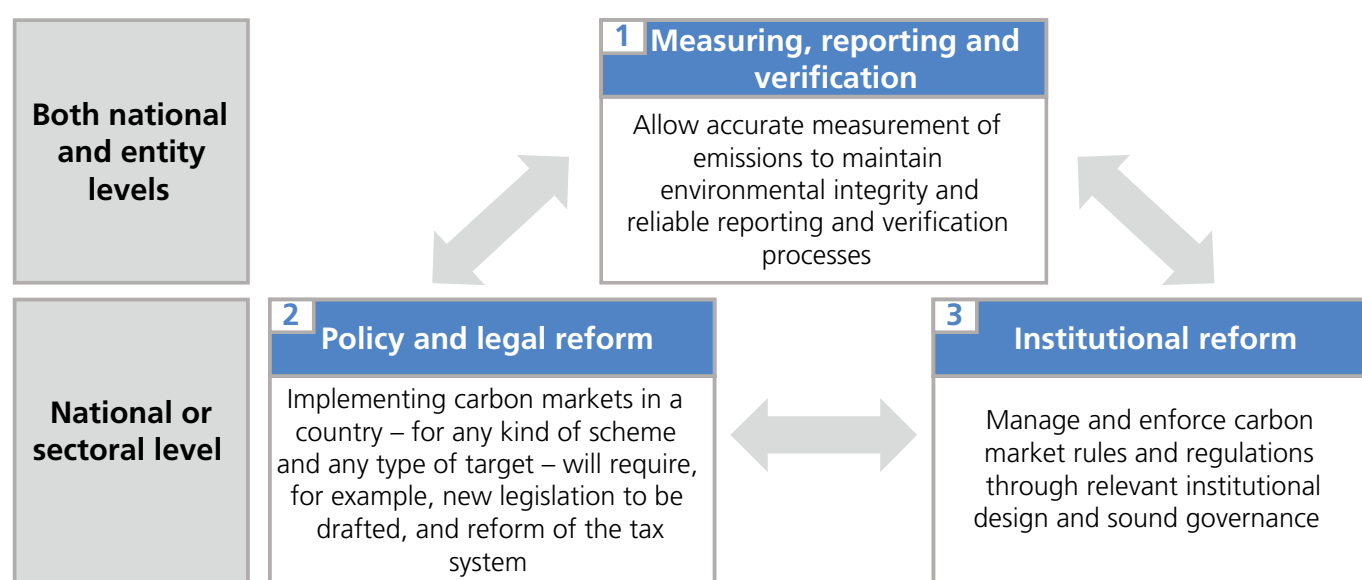 Both national
and entity
levels
1
Measuring, reporting and
verification
Allow accurate measurement of
emissions to maintain
environmental integrity and
reliable reporting and verification
processes
National or
sectoral level
2
Policy and legal reform
Implementing carbon markets in a
country – for any kind of scheme
and any type of target – will require,
for example, new legislation to be
drafted, and reform of the tax
system
3
Institutional reform
Manage and enforce carbon
market rules and regulations
through relevant institutional
design and sound governance